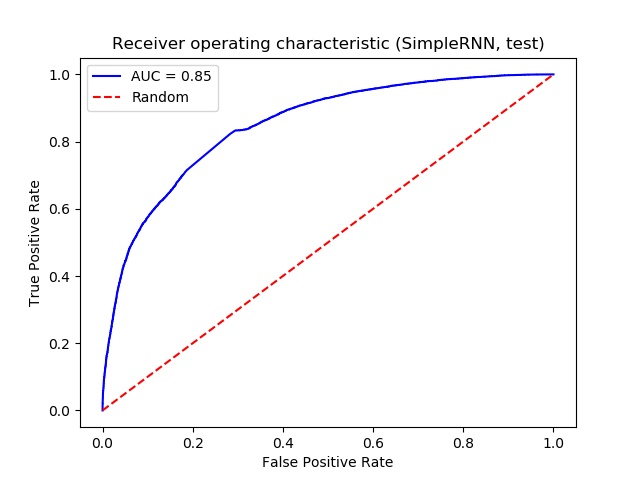 Receiver operating characteristic (SimpleRNN, test)
AUC = 0.85
Random
True Positive Rate
1.0
0.8
0.6
0.4
0.2
0.0
0.0 0.2 0.4 0.6 0.8 1.0
False Positive Rate